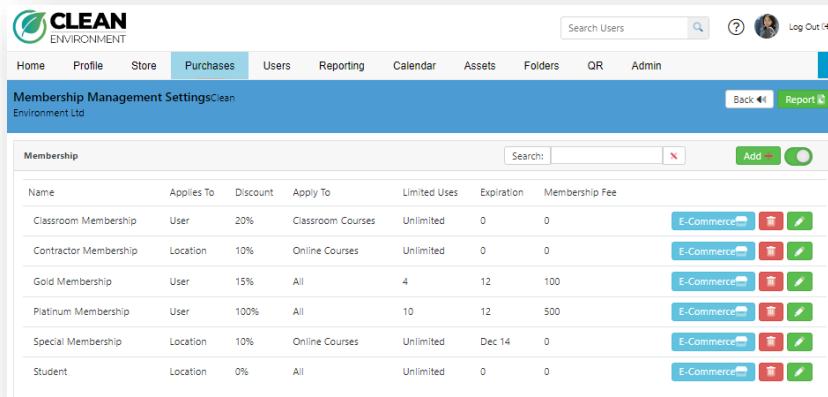 CLEAN
ENVIRONMENT
Search Users
?
Log Out
Home Profile Store Purchases Users Reporting Calendar Assets Folders QR Admin
Membership Management SettingsClean
Environment Ltd
Back
Report
Membership
Search:
Add
Name Applies To Discount Apply To Limited Uses Expiration Membership Fee
Classroom Membership User 20% Classroom Courses Unlimited 0 0 E-Commerce
Contractor Membership Location 10% Online Courses Unlimited 0 0 E-Commerce
Gold Membership User 15% All 4 12 100 E-Commerce
Platinum Membership User 100% All 10 12 500 E-Commerce
Special Membership Location 10% Online Courses Unlimited Dec 14 0 E-Commerce
Student Location 0% All Unlimited 0 0 E-Commerce